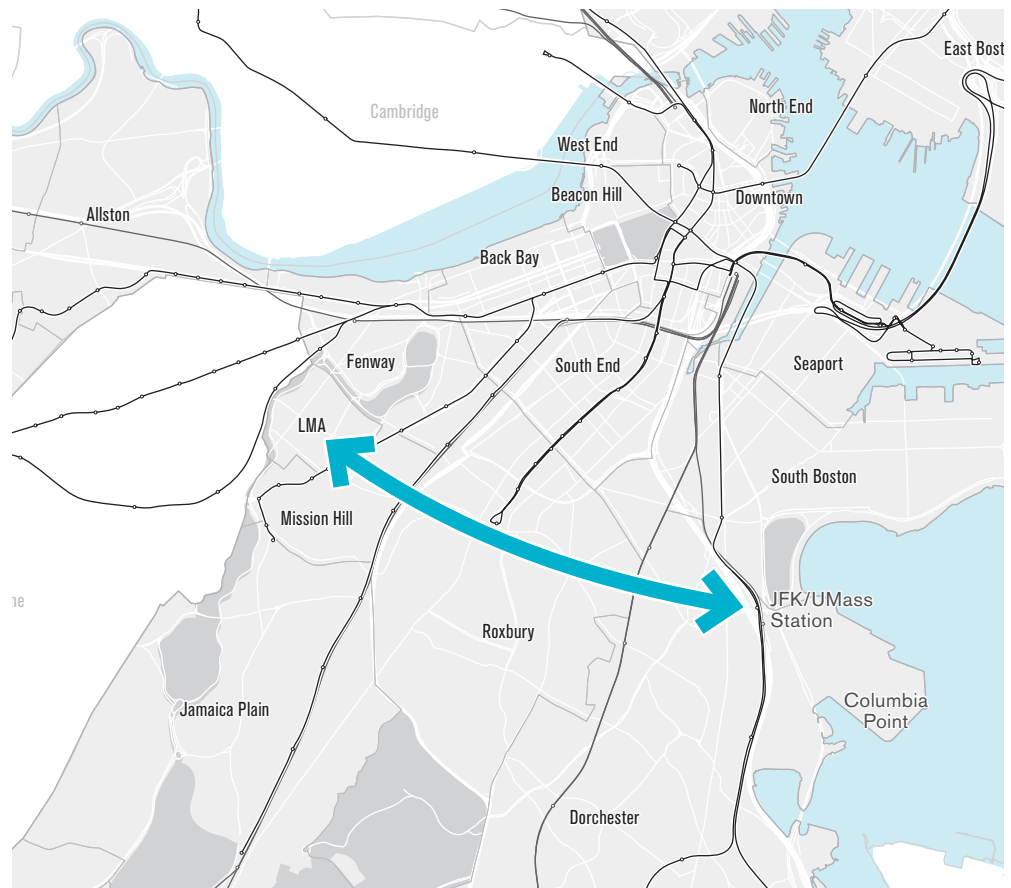 East Bost
North End
Cambridge
West End
Beacon Hill
Downtown
Allston
Back Bay
Fenway
South End
Seaport
LMA
South Boston
Mission Hill
ne
JFK/UMass
Station
Roxbury
Jamaica Plain
Columbia
Point
Dorchester